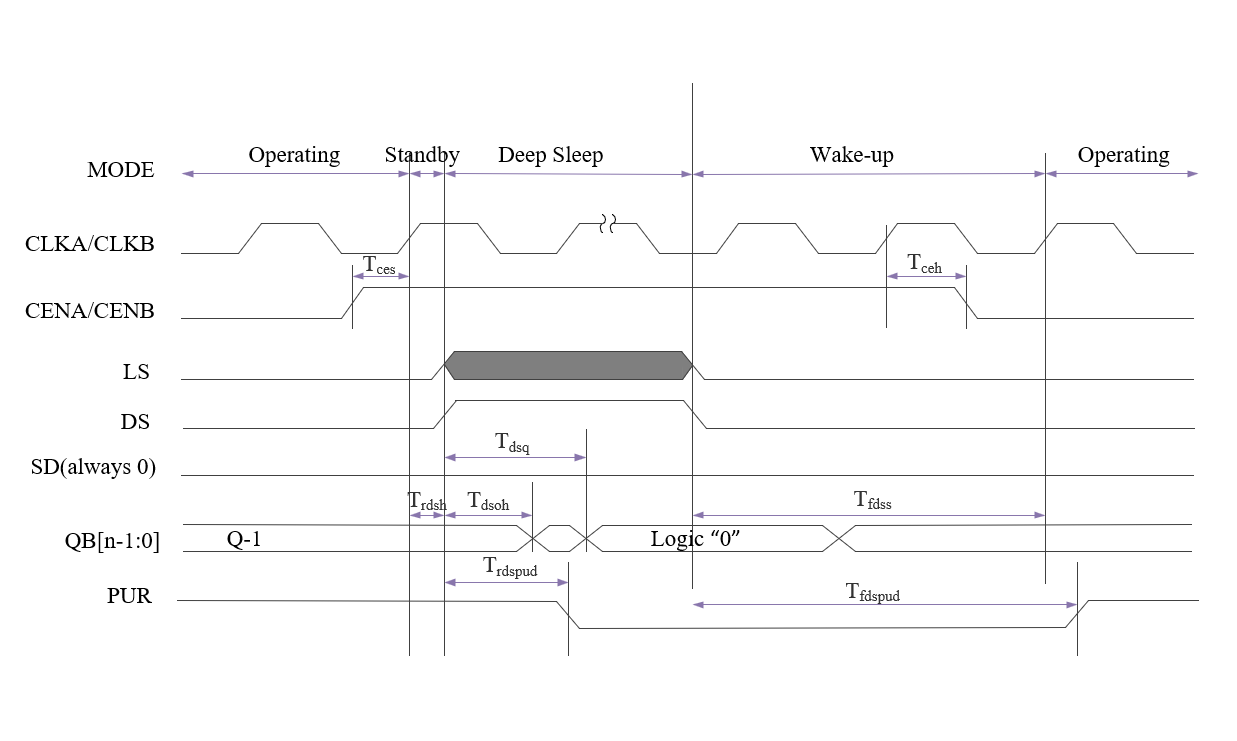 Operating Standby Deep Sleep Wake-up Operating
MODE
CLKA/CLKB
Tces Tceh
CENA/CENB
LS
DS
Tdsq
SD(always 0)
Trdsh Tdsoh Tfdss
QB[n-1:0] Q-1 Logic “0”
Trdspud
PUR Tfdspud